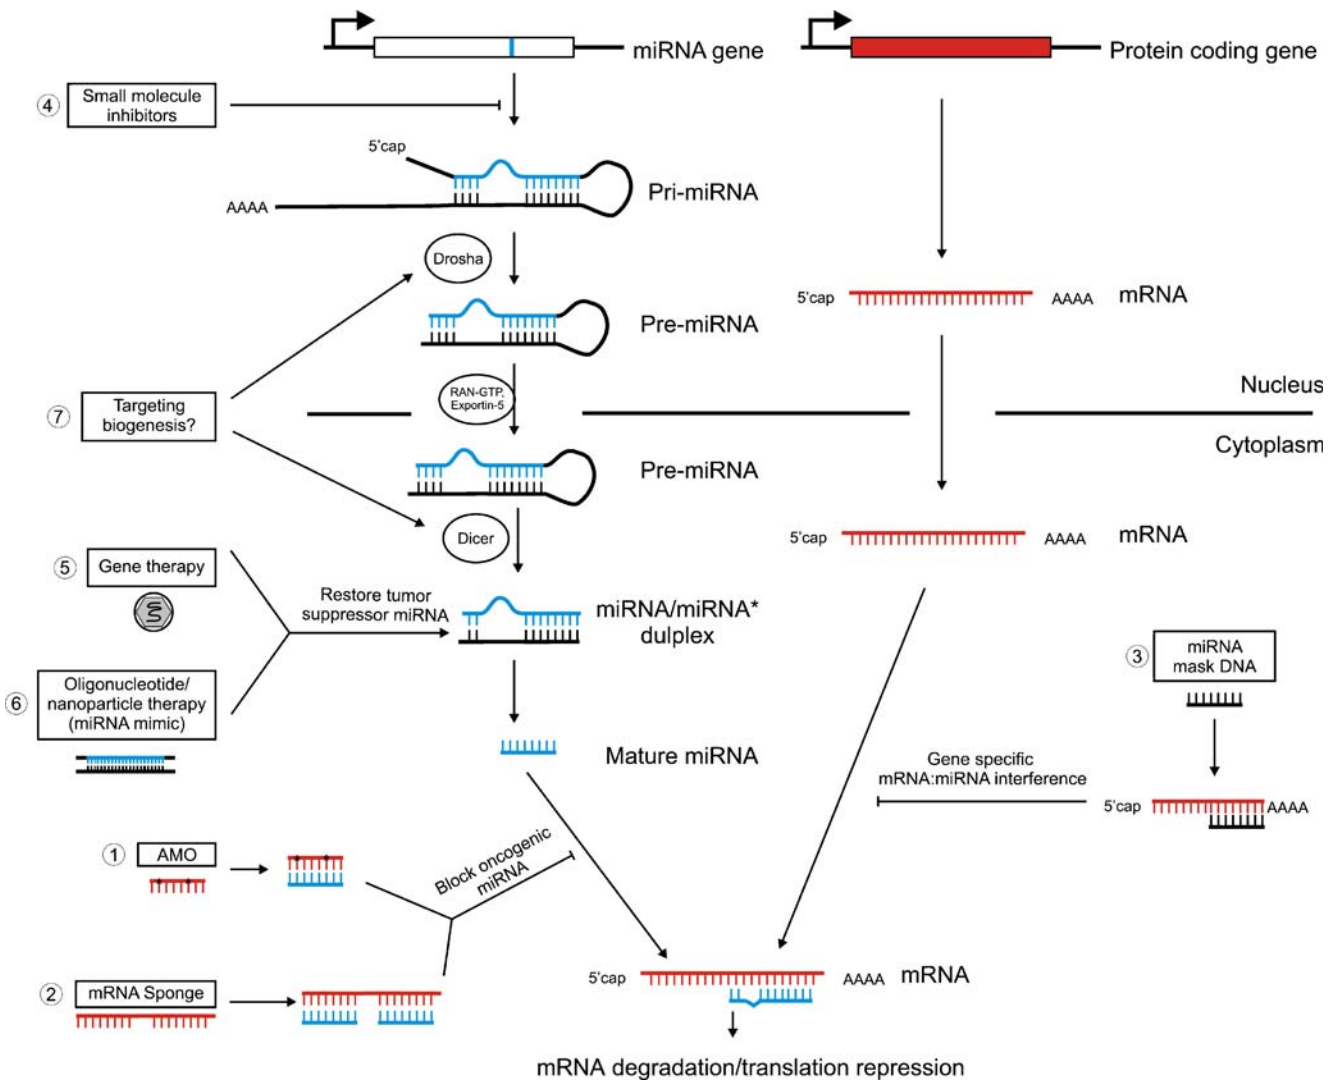 miRNA gene
Protein coding gene
④ Small molecule
inhibitors
5'cap
AAAA
Pri-miRNA
Drosha
5'cap
AAAA
mRNA
Pre-miRNA
RAN-GTP,
Exportin-5
Nucleus
⑦ Targeting
biogenesis?
Cytoplasm
Pre-miRNA
Dicer
5'cap
AAAA
mRNA
⑤ Gene therapy
Restore tumor
suppressor miRNA
miRNA/miRNA*
dulplex
③ miRNA
mask DNA
⑥ Oligonucleotide/
nanoparticle therapy
(miRNA mimic)
Mature miRNA
Gene specific
mRNA:miRNA interference
5'cap
AAAA
① AMO
Block oncogenic
miRNA
② mRNA Sponge
5'cap
AAAA
mRNA
mRNA degradation/translation repression